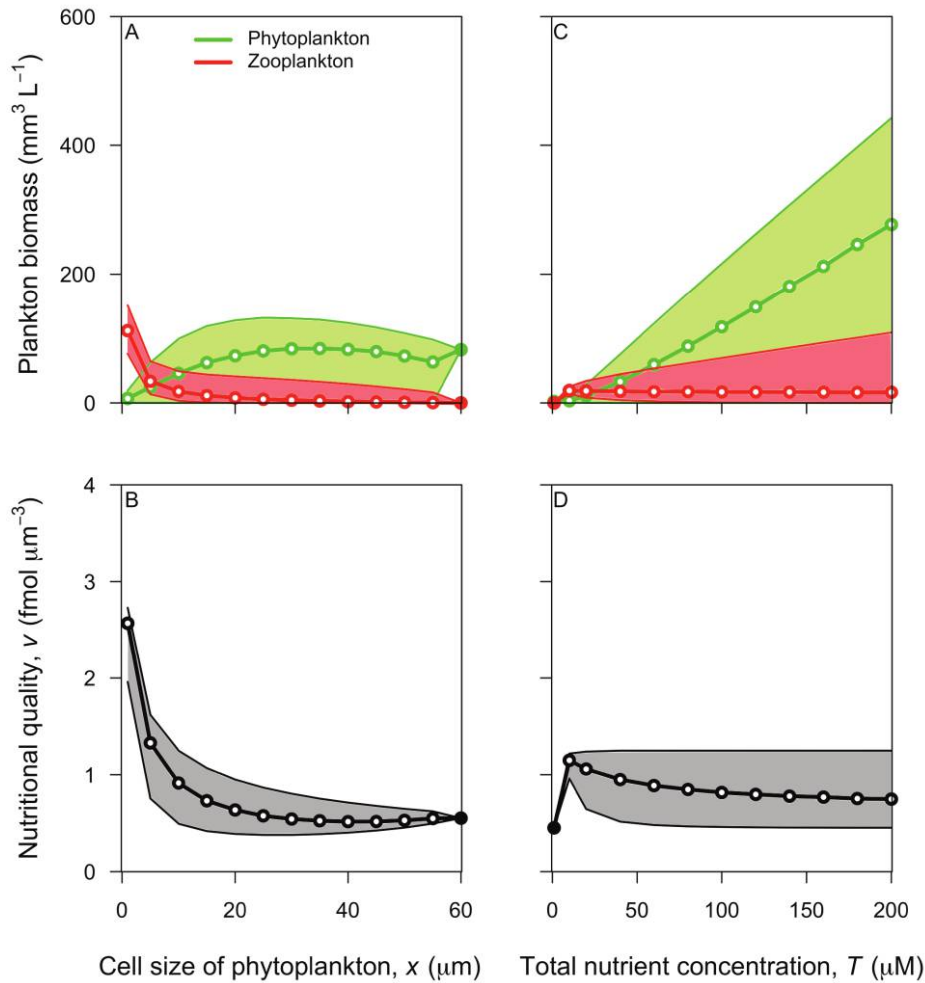 A
Phytoplankton
Zooplankton
C
600
400
200
0
Plankton biomass (mm³ L⁻¹)
B
D
4
3
2
1
0
Nutritional quality, v (fmol μm⁻³)
0 20 40 60
0 50 100 150 200
Cell size of phytoplankton, x (μm)
Total nutrient concentration, T (μM)